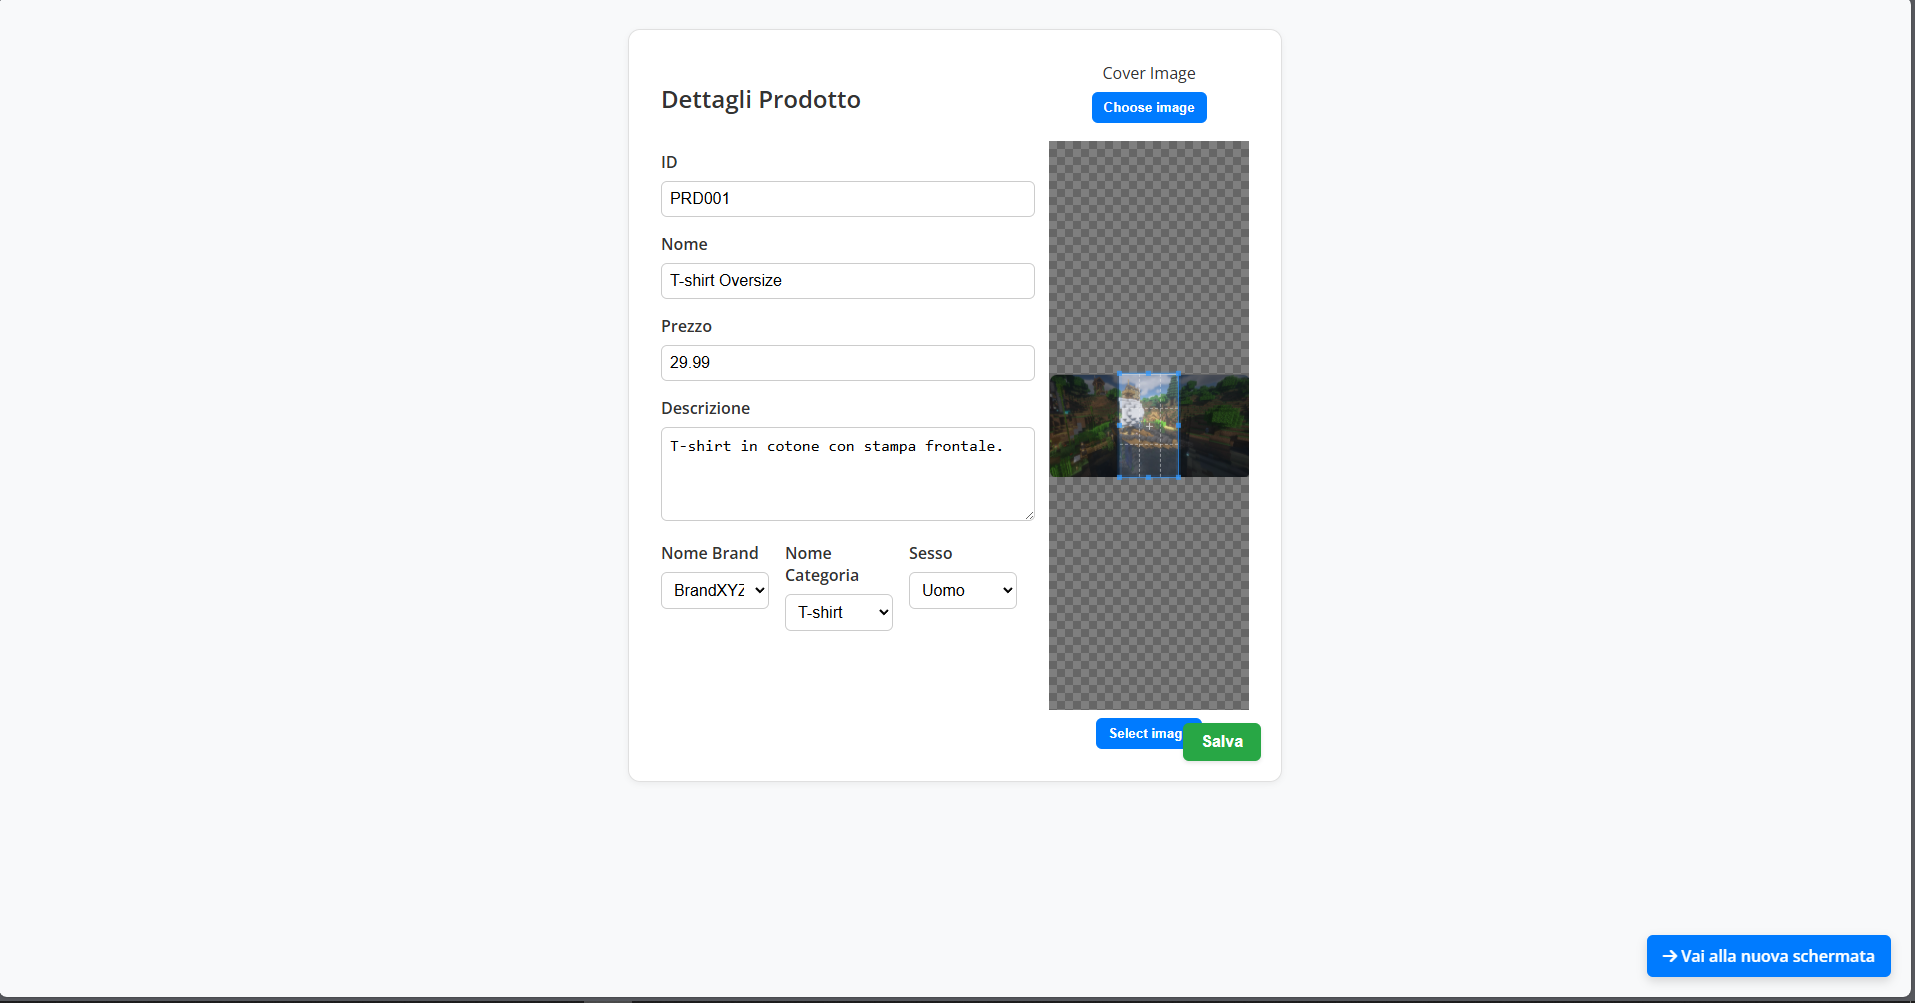 Dettagli Prodotto
Cover Image
Choose image
ID
PRD001
Nome
T-shirt Oversize
Prezzo
29.99
Descrizione
T-shirt in cotone con stampa frontale.
Nome Brand
BrandXYZ
Nome
Categoria
T-shirt
Sesso
Uomo
Select imag
Salva
Vai alla nuova schermata